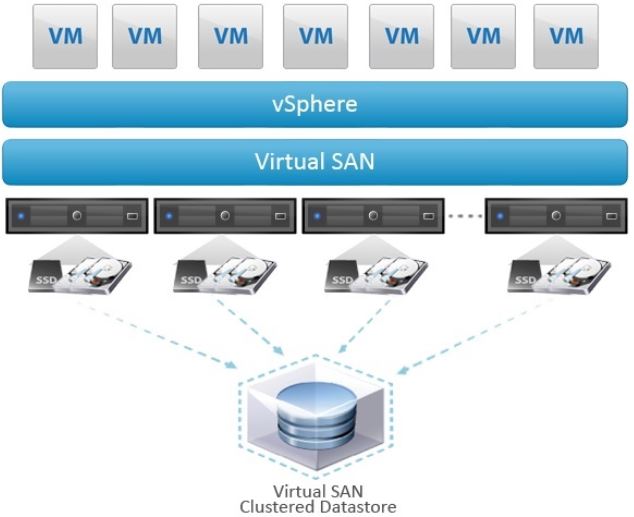 VM VM VM VM VM VM VM
vSphere
Virtual SAN
SSD SSD SSD SSD
Virtual SAN
Clustered Datastore